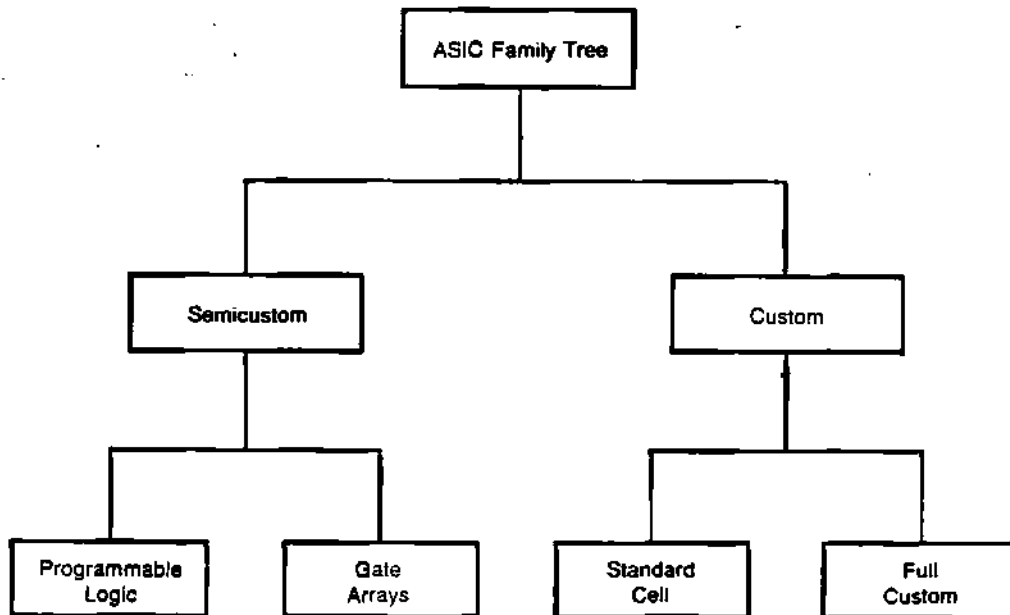 ASIC Family Tree
Semicustom
Custom
Programmable
Logic
Gate
Arrays
Standard
Cell
Full
Custom